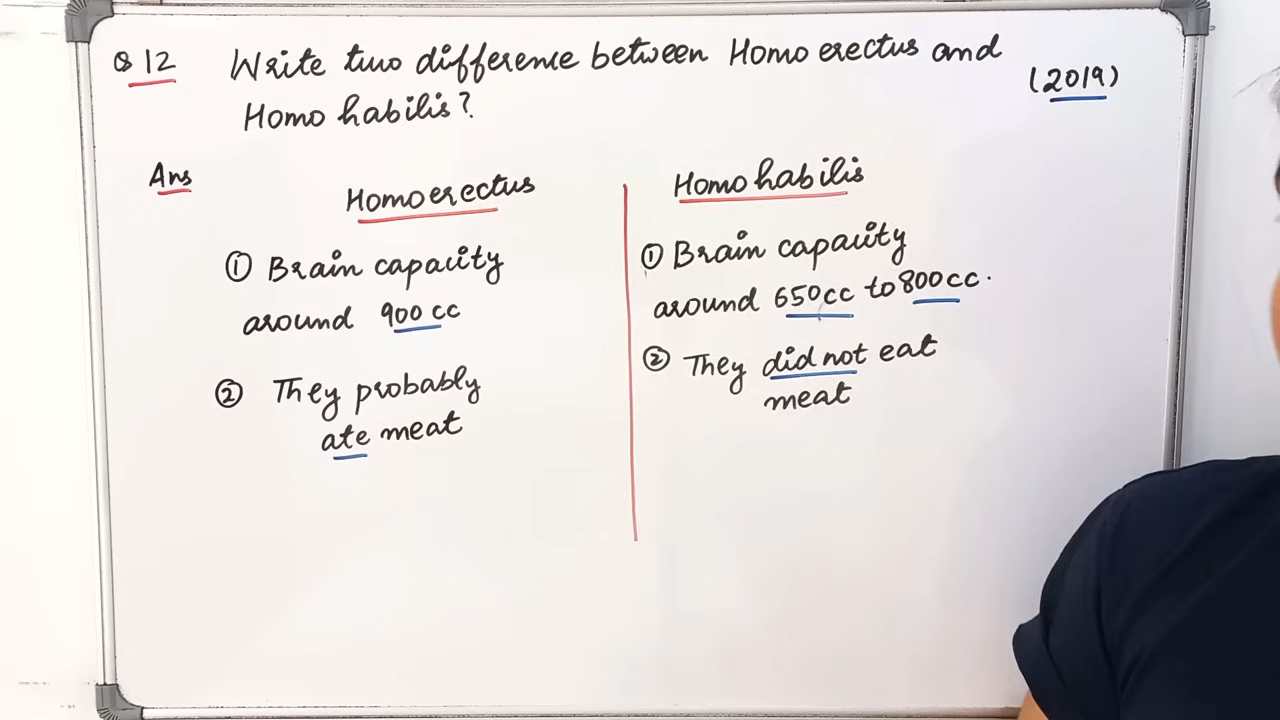 Q 12 Write two difference between Homo erectus and
Homo habilis?
(2019)
Ans
Homo erectus
① Brain capacity
around 900 cc
② They probably
ate meat
Homo habilis
① Brain capacity
around 650cc to 800cc.
② They did not eat
meat